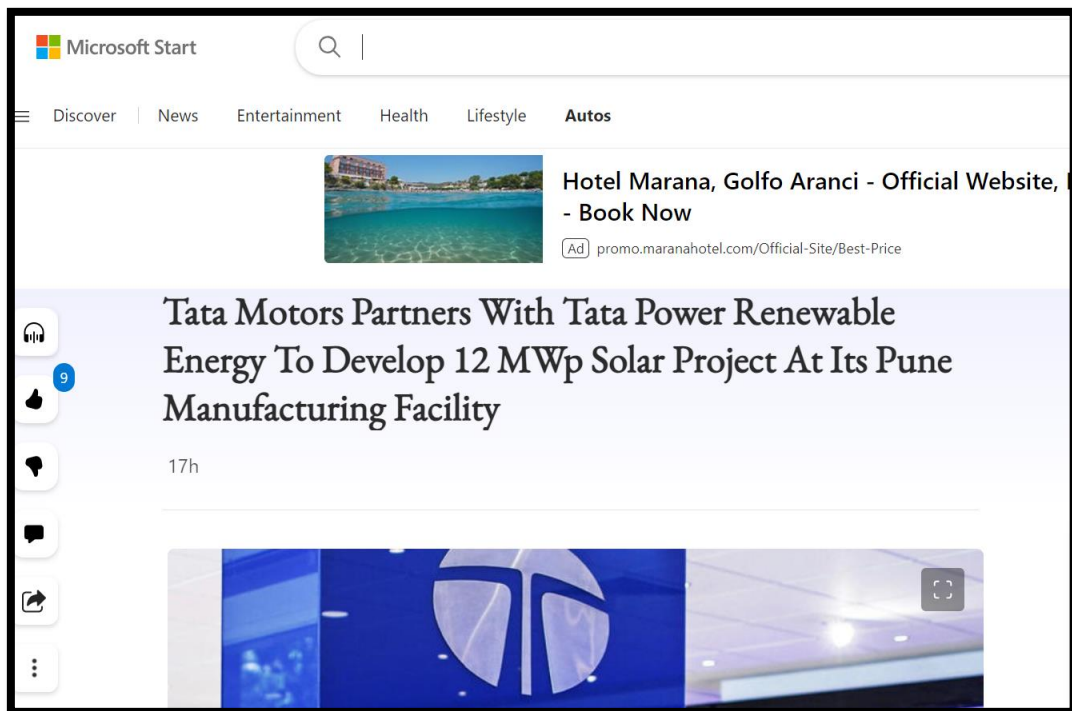 Microsoft Start
Discover News Entertainment Health Lifestyle Autos
Hotel Marana, Golfo Aranci - Official Website,
- Book Now
Ad promo.maranahotel.com/Official-Site/Best-Price
Tata Motors Partners With Tata Power Renewable
Energy To Develop 12 MWp Solar Project At Its Pune
Manufacturing Facility
9
17h